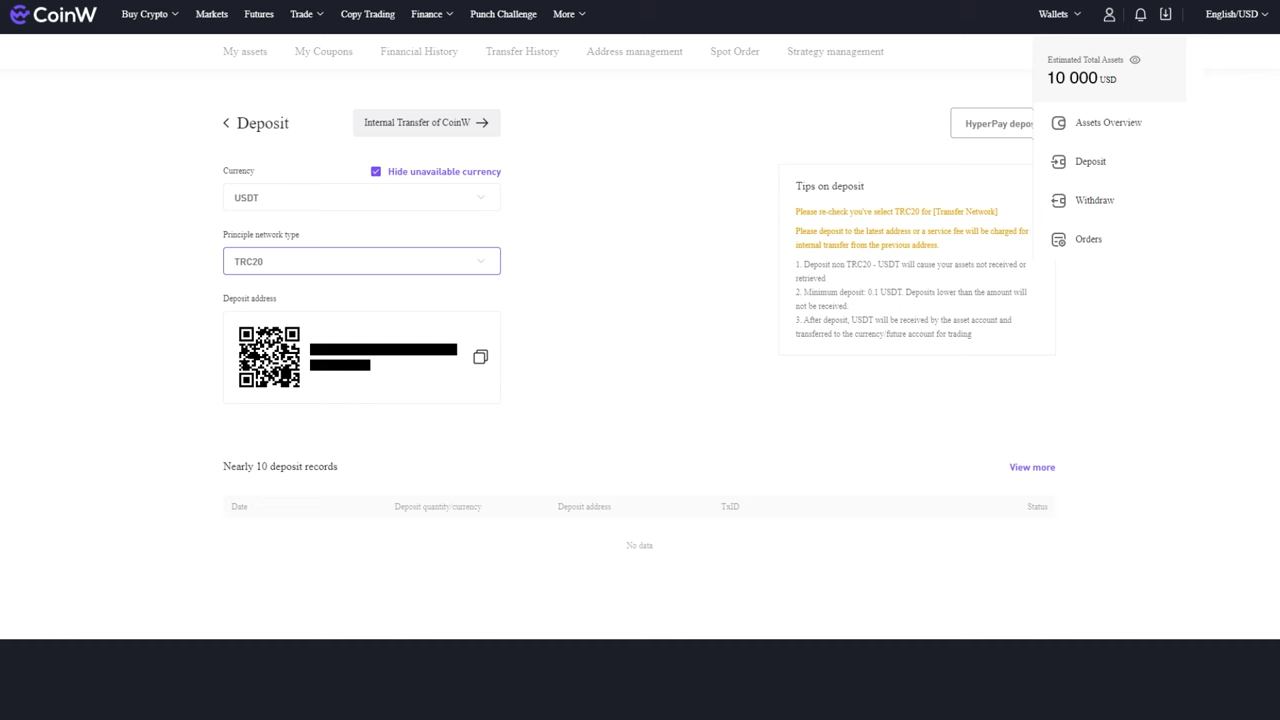 CoinW Buy Crypto Markets Futures Trade Copy Trading Finance Punch Challenge More Wallets English/USD
My assets My Coupons Financial History Transfer History Address management Spot Order Strategy management
Estimated Total Assets
10 000 USD
Assets Overview
Deposit
Withdraw
Orders
Deposit Internal Transfer of CoinW
HyperPay depos
Currency Hide unavailable currency
USDT
Principle network type
TRC20
Deposit address
Tips on deposit
Please re-check you've select TRC20 for [Transfer Network]
Please deposit to the latest address or a service fee will be charged for
internal transfer from the previous address.
1. Deposit non TRC20 - USDT will cause your assets not received or
retrieved
2. Minimum deposit: 0.1 USDT. Deposits lower than the amount will
not be received.
3. After deposit, USDT will be received by the asset account and
transferred to the currency/future account for trading
Nearly 10 deposit records View more
Date Deposit quantity/currency Deposit address TxID Status
No data